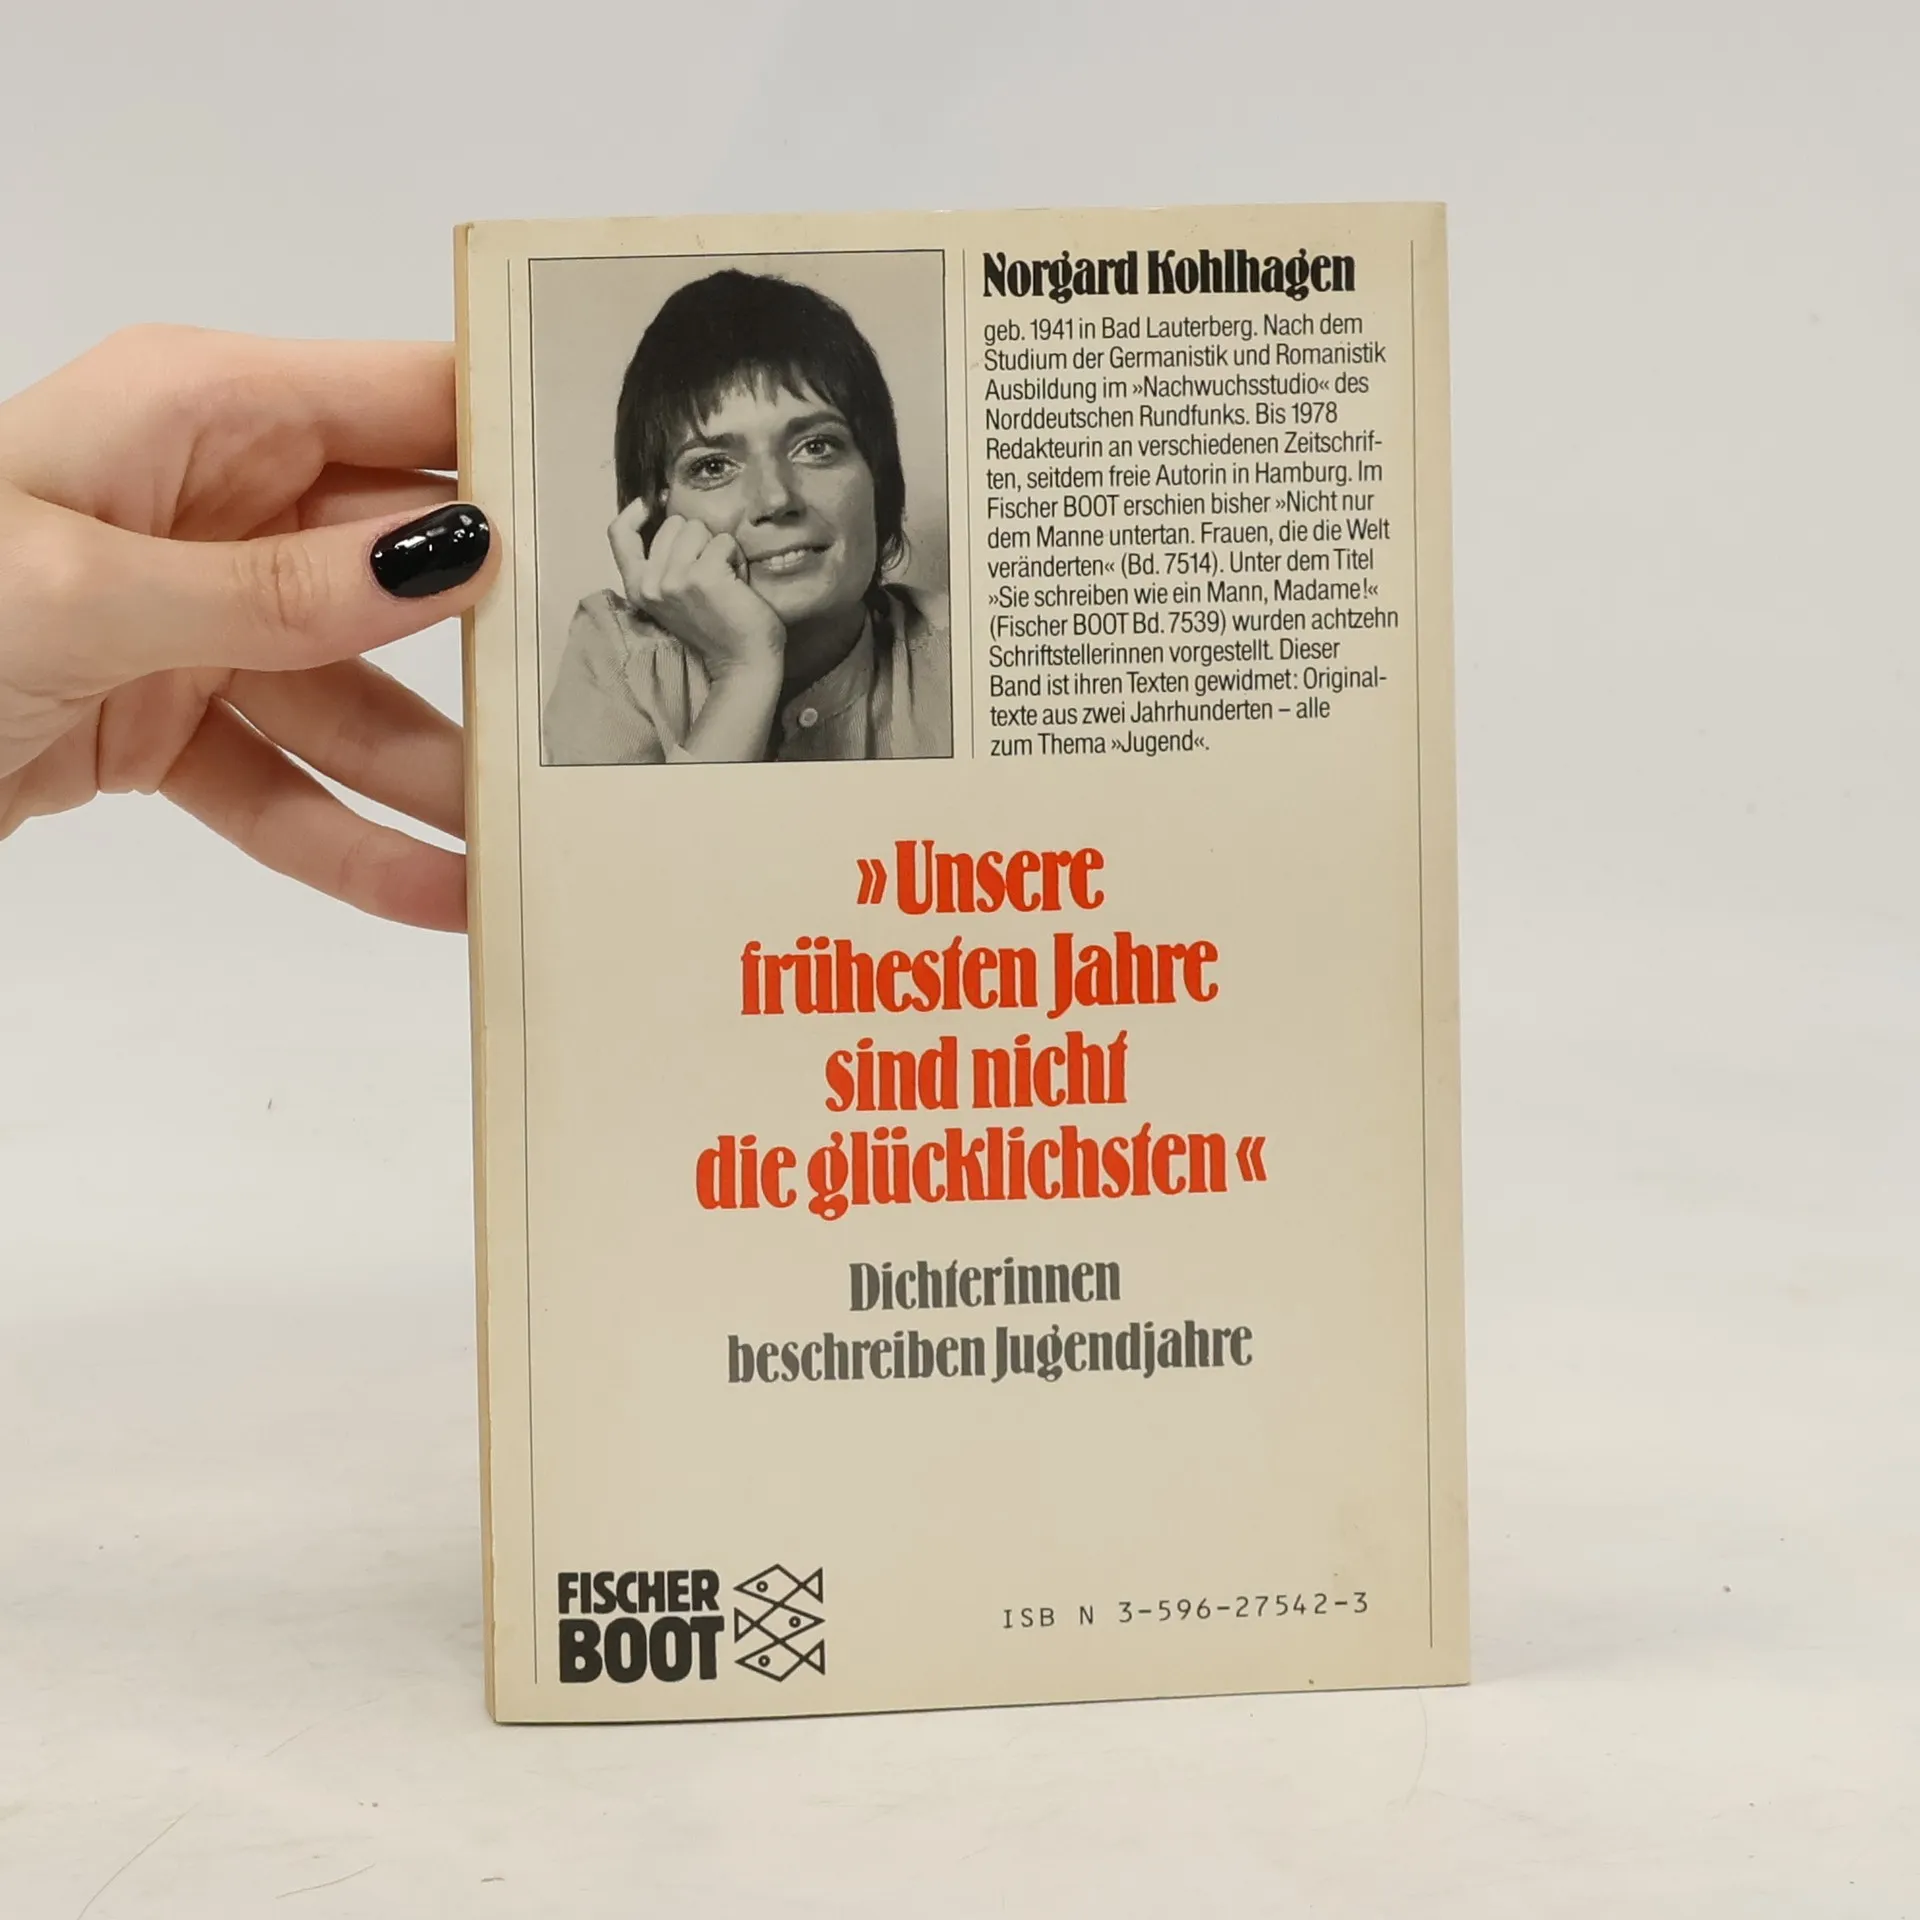 Norgard Kohlhagen
geb. 1941 in Bad Lauterberg. Nach dem
Studium der Germanistik und Romanistik
Ausbildung im »Nachwuchsstudio« des
Norddeutschen Rundfunks. Bis 1978
Redakteurin an verschiedenen Zeitschrif-
ten, seitdem freie Autorin in Hamburg. Im
Fischer BOOT erschien bisher »Nicht nur
dem Manne untertan. Frauen, die die Welt
veränderten« (Bd. 7514). Unter dem Titel
»Sie schreiben wie ein Mann, Madame!«
(Fischer BOOT Bd. 7539) wurden achtzehn
Schriftstellerinnen vorgestellt. Dieser
Band ist ihren Texten gewidmet: Original-
texte aus zwei Jahrhunderten – alle
zum Thema »Jugend«.
»Unsere
frühesten Jahre
sind nicht
die glücklichsten«
Dichterinnen
beschreiben Jugendjahre
FISCHER
BOOT
ISB N 3-596-27542-3